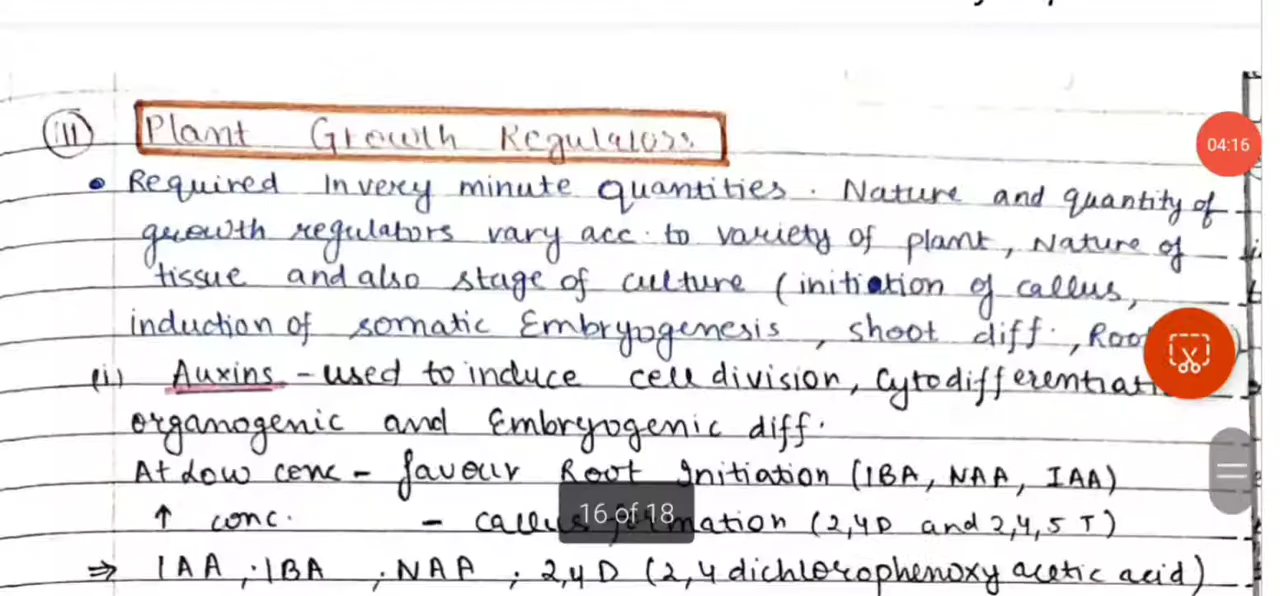 04:16
(iii) Plant Growth Regulators
• Required In very minute quantities. Nature and quantity of
growth regulators vary acc. to variety of plant, Nature of
tissue and also stage of culture (initiation of callus,
induction of somatic Embryogenesis, shoot diff., Roo
(i) Auxins - used to induce cell division, Cytodifferentiati
organogenic and Embryogenic diff.
At Low conc - favour Root Initiation (IBA, NAA, IAA)
↑ conc. - callus formation (2,4D and 2,4,5 T)
16 of 18
⇒ IAA ; IBA ; NAA ; 2,4D (2,4 dichlorophenoxy acetic acid)